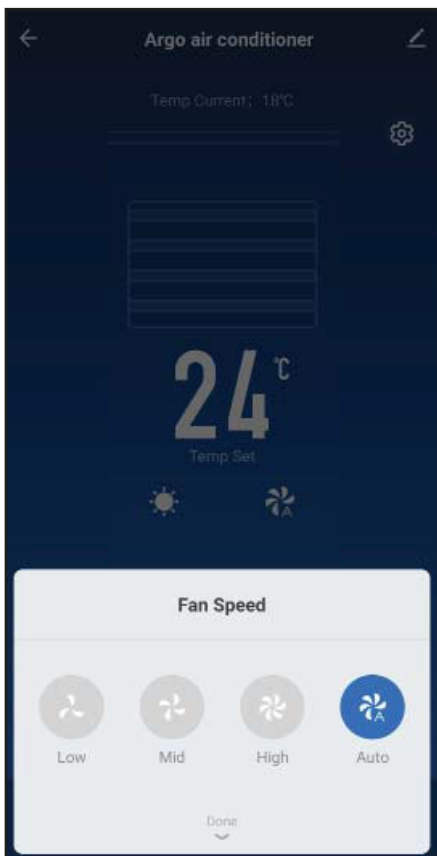 Argo air conditioner
Temp Current: 18°C
24 °C
Temp Set
A
Fan Speed
A
Low Mid High Auto
Done